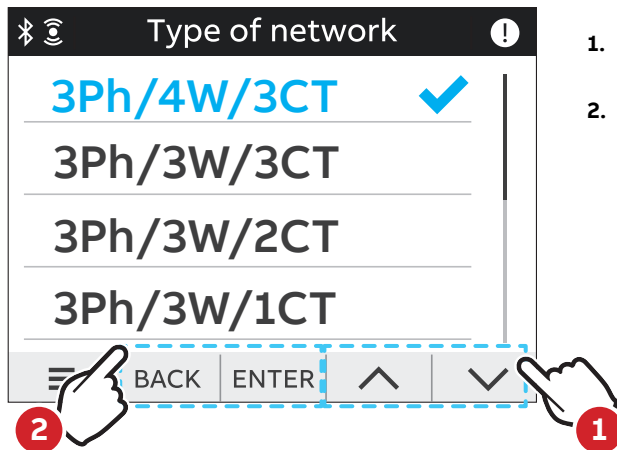 Type of network
!
1.
3Ph/4W/3CT
2.
3Ph/3W/3CT
3Ph/3W/2CT
3Ph/3W/1CT
BACK ENTER
2 1